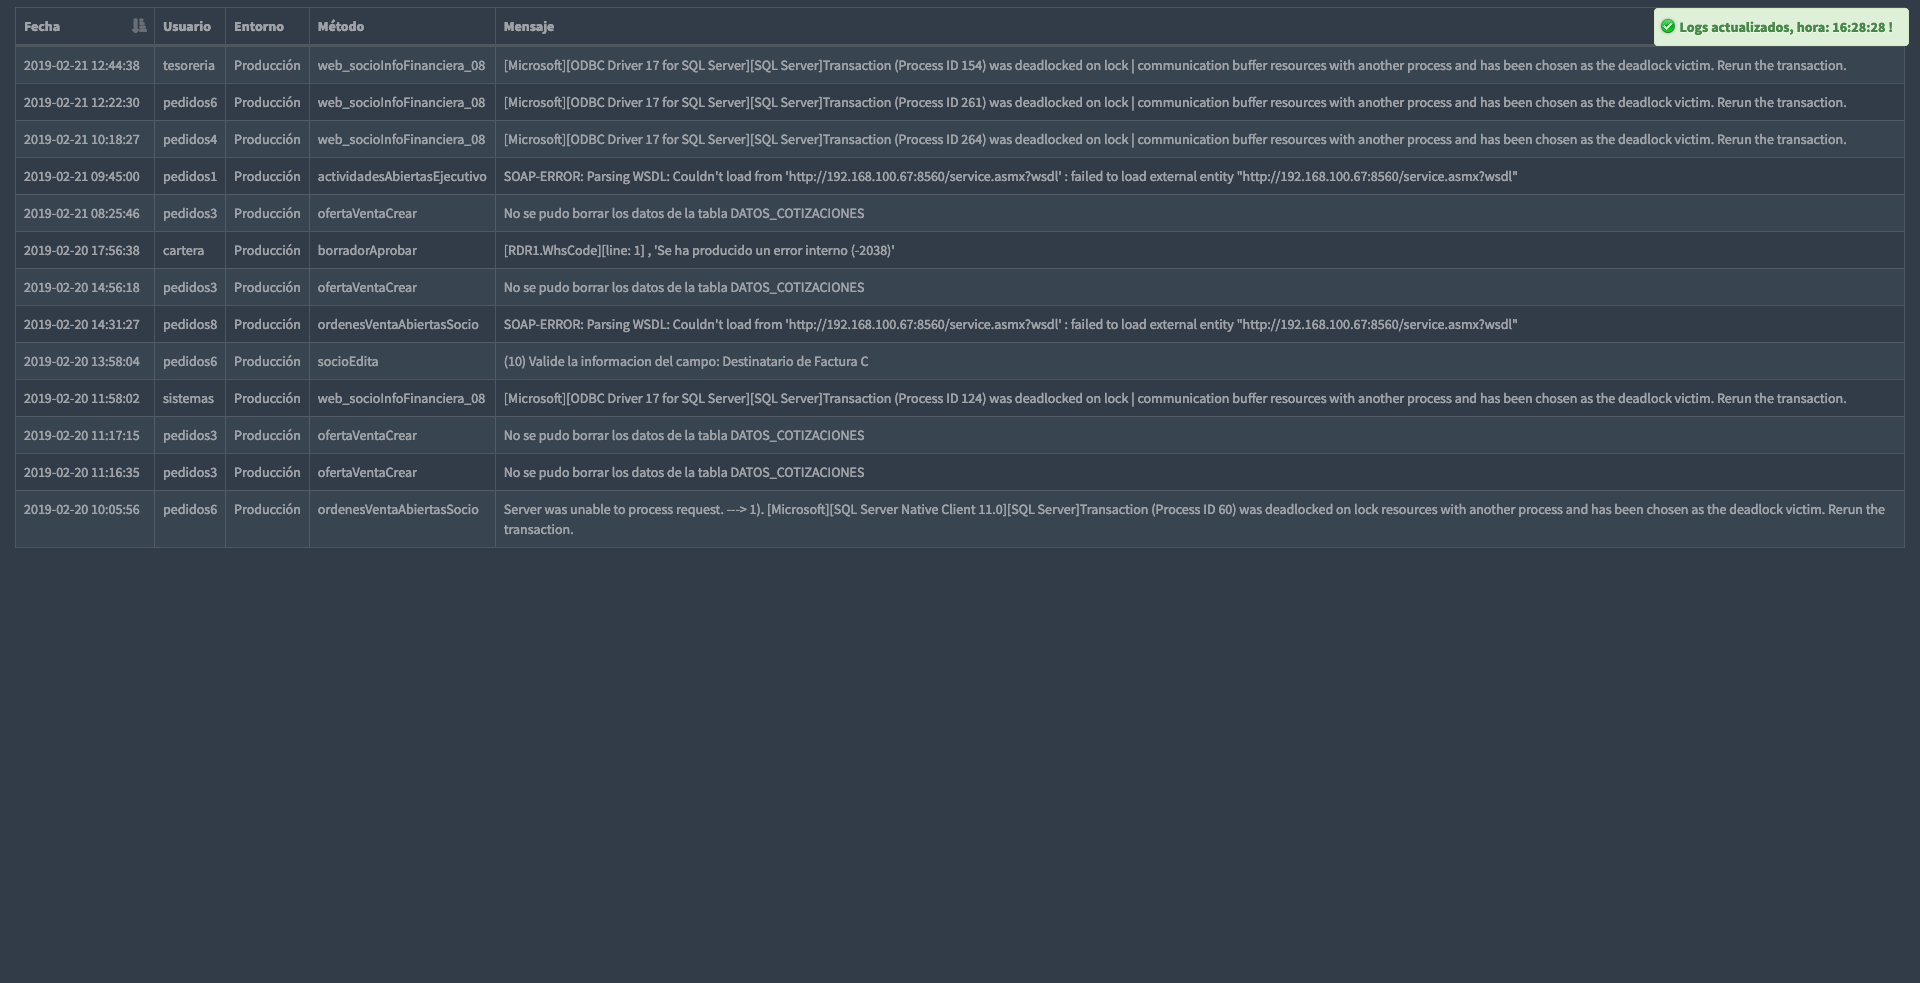 Fecha Usuario Entorno Método Mensaje
Logs actualizados, hora: 16:28:28 !
2019-02-21 12:44:38 tesoreria Producción web_socioInfoFinanciera_08 [Microsoft][ODBC Driver 17 for SQL Server][SQL Server]Transaction (Process ID 154) was deadlocked on lock | communication buffer resources with another process and has been chosen as the deadlock victim. Rerun the transaction.
2019-02-21 12:22:30 pedidos6 Producción web_socioInfoFinanciera_08 [Microsoft][ODBC Driver 17 for SQL Server][SQL Server]Transaction (Process ID 261) was deadlocked on lock | communication buffer resources with another process and has been chosen as the deadlock victim. Rerun the transaction.
2019-02-21 10:18:27 pedidos4 Producción web_socioInfoFinanciera_08 [Microsoft][ODBC Driver 17 for SQL Server][SQL Server]Transaction (Process ID 264) was deadlocked on lock | communication buffer resources with another process and has been chosen as the deadlock victim. Rerun the transaction.
2019-02-21 09:45:00 pedidos1 Producción actividadesAbiertasEjecutivo SOAP-ERROR: Parsing WSDL: Couldn't load from 'http://192.168.100.67:8560/service.asmx?wsdl' : failed to load external entity "http://192.168.100.67:8560/service.asmx?wsdl"
2019-02-21 08:25:46 pedidos3 Producción ofertaVentaCrear No se pudo borrar los datos de la tabla DATOS_COTIZACIONES
2019-02-20 17:56:38 cartera Producción borradorAprobar [RDR1.WhsCode][line: 1] , 'Se ha producido un error interno (-2038)'
2019-02-20 14:56:18 pedidos3 Producción ofertaVentaCrear No se pudo borrar los datos de la tabla DATOS_COTIZACIONES
2019-02-20 14:31:27 pedidos8 Producción ordenesVentaAbiertasSocio SOAP-ERROR: Parsing WSDL: Couldn't load from 'http://192.168.100.67:8560/service.asmx?wsdl' : failed to load external entity "http://192.168.100.67:8560/service.asmx?wsdl"
2019-02-20 13:58:04 pedidos6 Producción socioEdita (10) Valide la informacion del campo: Destinatario de Factura C
2019-02-20 11:58:02 sistemas Producción web_socioInfoFinanciera_08 [Microsoft][ODBC Driver 17 for SQL Server][SQL Server]Transaction (Process ID 124) was deadlocked on lock | communication buffer resources with another process and has been chosen as the deadlock victim. Rerun the transaction.
2019-02-20 11:17:15 pedidos3 Producción ofertaVentaCrear No se pudo borrar los datos de la tabla DATOS_COTIZACIONES
2019-02-20 11:16:35 pedidos3 Producción ofertaVentaCrear No se pudo borrar los datos de la tabla DATOS_COTIZACIONES
2019-02-20 10:05:56 pedidos6 Producción ordenesVentaAbiertasSocio Server was unable to process request. ---> 1). [Microsoft][SQL Server Native Client 11.0][SQL Server]Transaction (Process ID 60) was deadlocked on lock resources with another process and has been chosen as the deadlock victim. Rerun the
transaction.